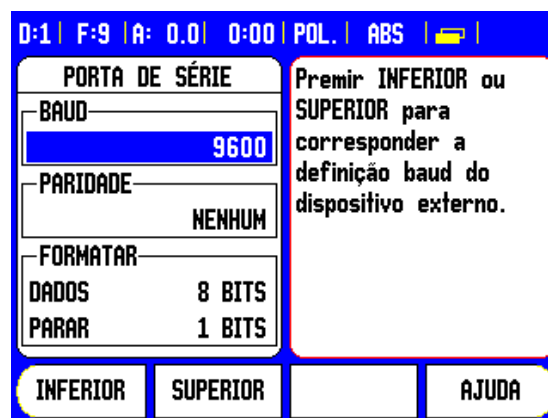 D:1| F:9 |A: 0.0| 0:00| POL.| ABS | |
PORTA DE SÉRIE
BAUD
9600
PARIDADE
NENHUM
FORMATAR
DADOS 8 BITS
PARAR 1 BITS
Premir INFERIOR ou
SUPERIOR para
corresponder a
definição baud do
dispositivo externo.
INFERIOR SUPERIOR AJUDA